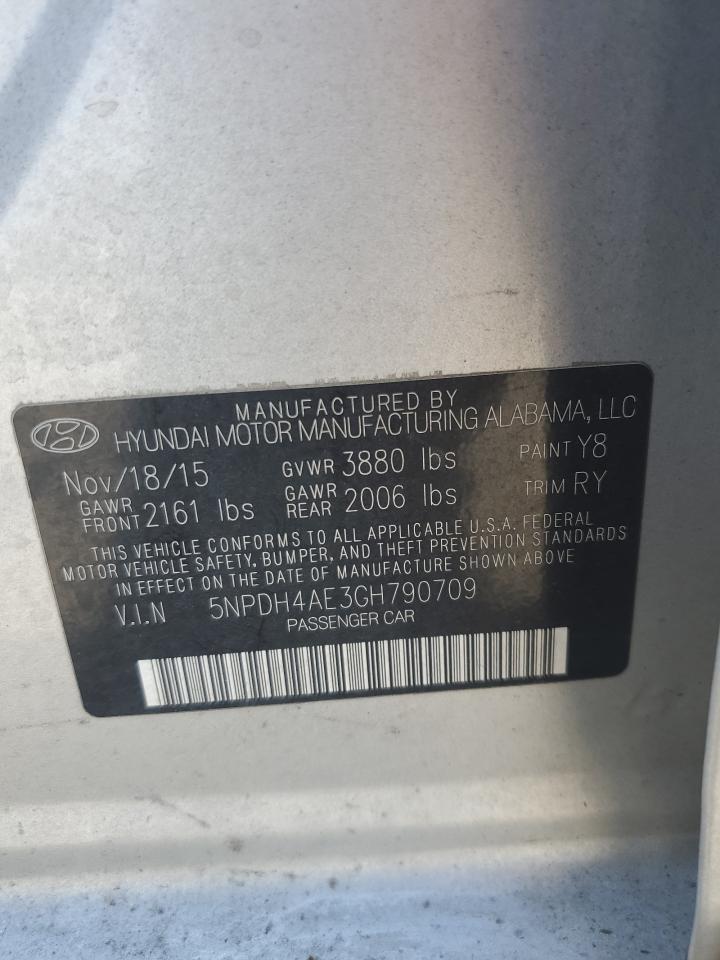 MANUFACTURED BY
HYUNDAI MOTOR MANUFACTURING ALABAMA, LLC
Nov/18/15 GVWR 3880 lbs PAINT Y8
GAWR FRONT 2161 lbs GAWR REAR 2006 lbs TRIM RY
THIS VEHICLE CONFORMS TO ALL APPLICABLE U.S.A. FEDERAL
MOTOR VEHICLE SAFETY, BUMPER, AND THEFT PREVENTION STANDARDS
IN EFFECT ON THE DATE OF MANUFACTURE SHOWN ABOVE
V.I.N 5NPDH4AE3GH790709
PASSENGER CAR